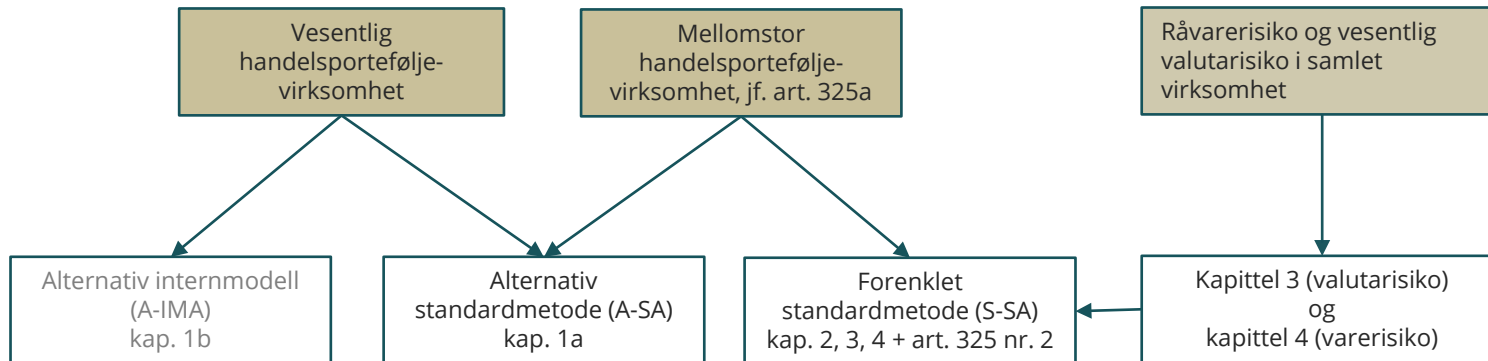 Vesentlig
handelsportefølje-
virksomhet
Mellomstor
handelsportefølje-
virksomhet, jf. art. 325a
Råvarerisiko og vesentlig
valutarisiko i samlet
virksomhet
Alternativ internmodell
(A-IMA)
kap. 1b
Alternativ
standardmetode (A-SA)
kap. 1a
Forenklet
standardmetode (S-SA)
kap. 2, 3, 4 + art. 325 nr. 2
Kapittel 3 (valutarisiko)
og
kapittel 4 (varerisiko)